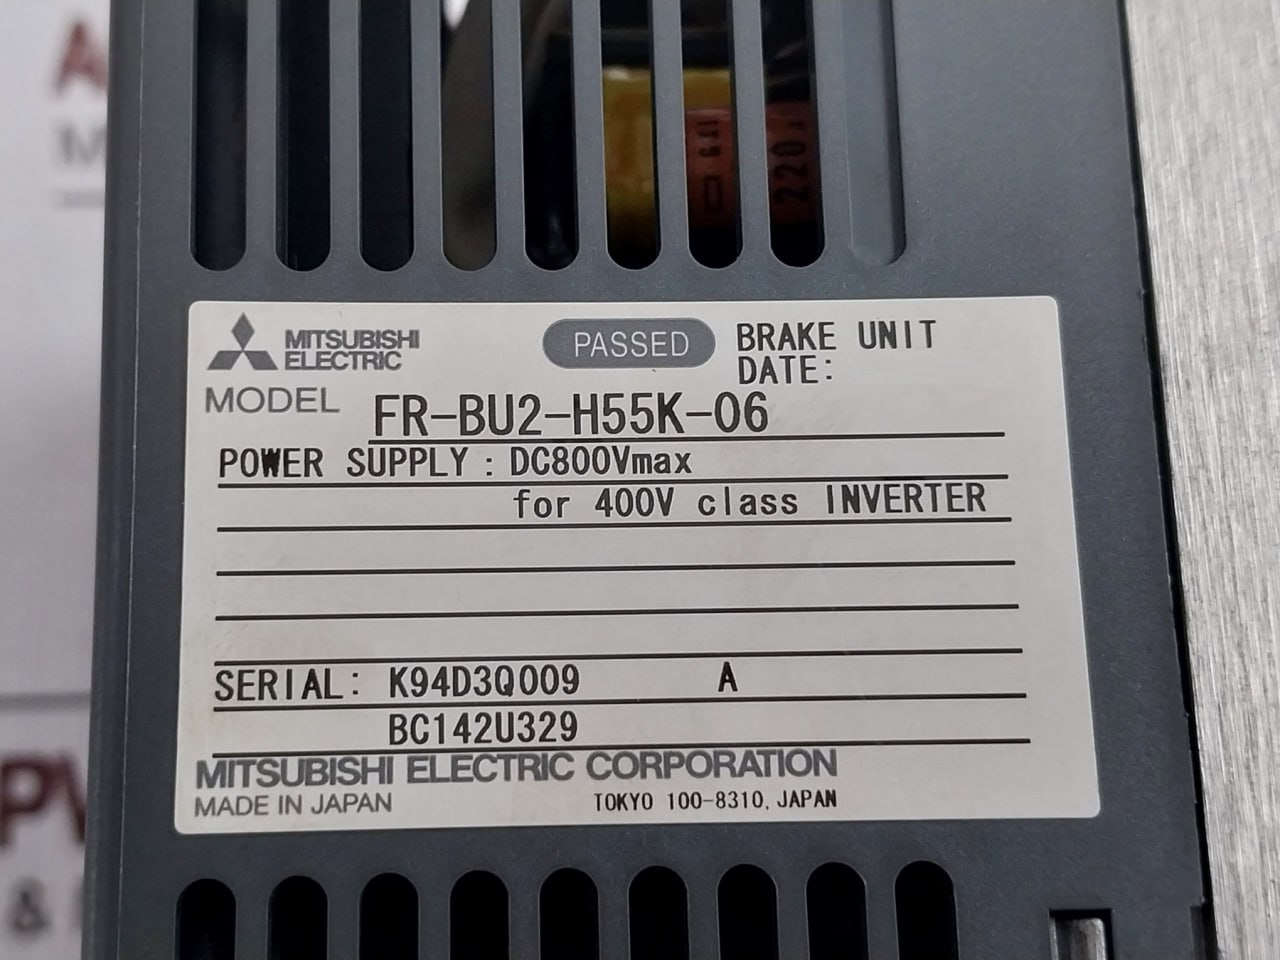 220
MITSUBISHI
ELECTRIC
PASSED
BRAKE UNIT
DATE:
MODEL FR-BU2-H55K-06
POWER SUPPLY : DC800Vmax
for 400V class INVERTER
SERIAL: K94D3Q009 A
BC142U329
MITSUBISHI ELECTRIC CORPORATION
MADE IN JAPAN TOKYO 100-8310, JAPAN
&